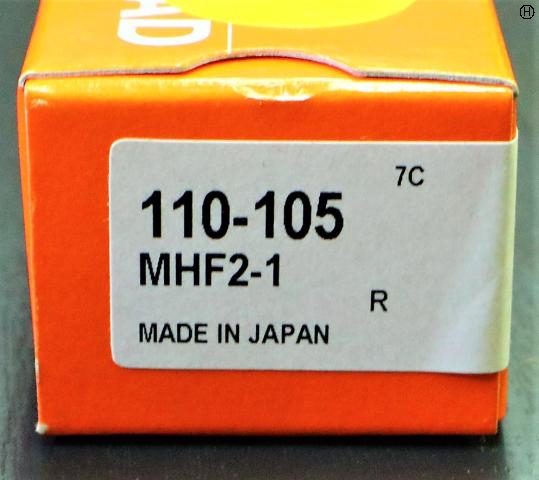 7C
110-105
MHF2-1
R
MADE IN JAPAN